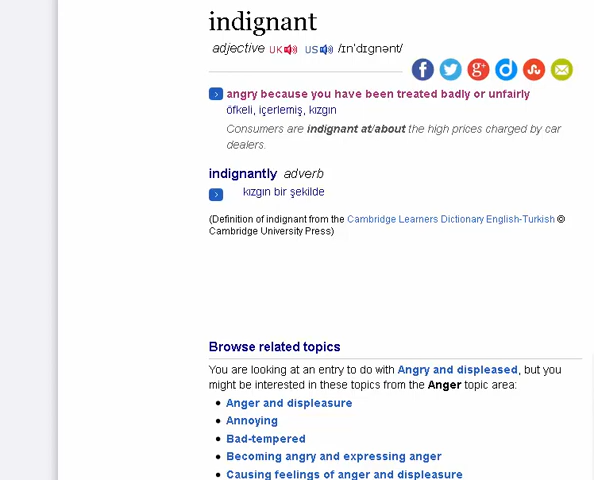 indignant
adjective UK US /ɪnˈdɪɡnənt/
angry because you have been treated badly or unfairly
öfkeli, içerlemiş, kızgın
Consumers are indignant at/about the high prices charged by car
dealers.
indignantly adverb
kızgın bir şekilde
(Definition of indignant from the Cambridge Learners Dictionary English-Turkish ©
Cambridge University Press)
Browse related topics
You are looking at an entry to do with Angry and displeased, but you
might be interested in these topics from the Anger topic area:
• Anger and displeasure
• Annoying
• Bad-tempered
• Becoming angry and expressing anger
• Causing feelings of anger and displeasure